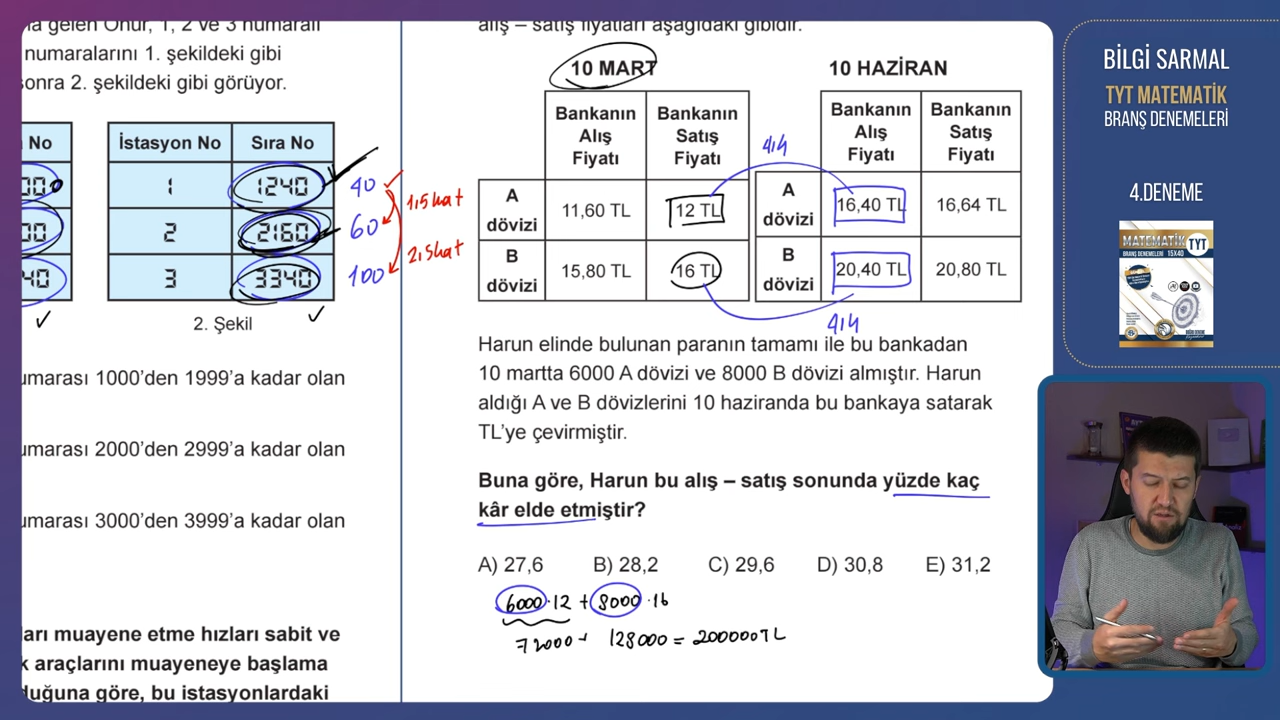 na gelen Onur, 1, 2 ve 3 numaralı
numaralarını 1. şekildeki gibi
sonra 2. şekildeki gibi görüyor.
No
İstasyon No Sıra No
1 1240
2 2160
3 3340
40
60
100
1,5 kat
2,5 kat
2. Şekil
umarası 1000'den 1999'a kadar olan
umarası 2000'den 2999'a kadar olan
umarası 3000'den 3999'a kadar olan
ları muayene etme hızları sabit ve
k araçlarını muayeneye başlama
duğuna göre, bu istasyonlardaki
alış – satış fiyatları aşağıdaki gibidir.
10 MART
Bankanın Alış Fiyatı Bankanın Satış Fiyatı
A dövizi 11,60 TL 12 TL
B dövizi 15,80 TL 16 TL
10 HAZİRAN
Bankanın Alış Fiyatı Bankanın Satış Fiyatı
A dövizi 16,40 TL 16,64 TL
B dövizi 20,40 TL 20,80 TL
4,4
4,4
Harun elinde bulunan paranın tamamı ile bu bankadan
10 martta 6000 A dövizi ve 8000 B dövizi almıştır. Harun
aldığı A ve B dövizlerini 10 haziranda bu bankaya satarak
TL'ye çevirmiştir.
Buna göre, Harun bu alış – satış sonunda yüzde kaç
kâr elde etmiştir?
A) 27,6 B) 28,2 C) 29,6 D) 30,8 E) 31,2
6000 · 12 + 8000 · 16
72000 + 128000 = 200000 TL
BİLGİ SARMAL
TYT MATEMATİK
BRANŞ DENEMELERİ
4.DENEME
MATEMATİK TYT
BRANŞ DENEMELERİ 15X40